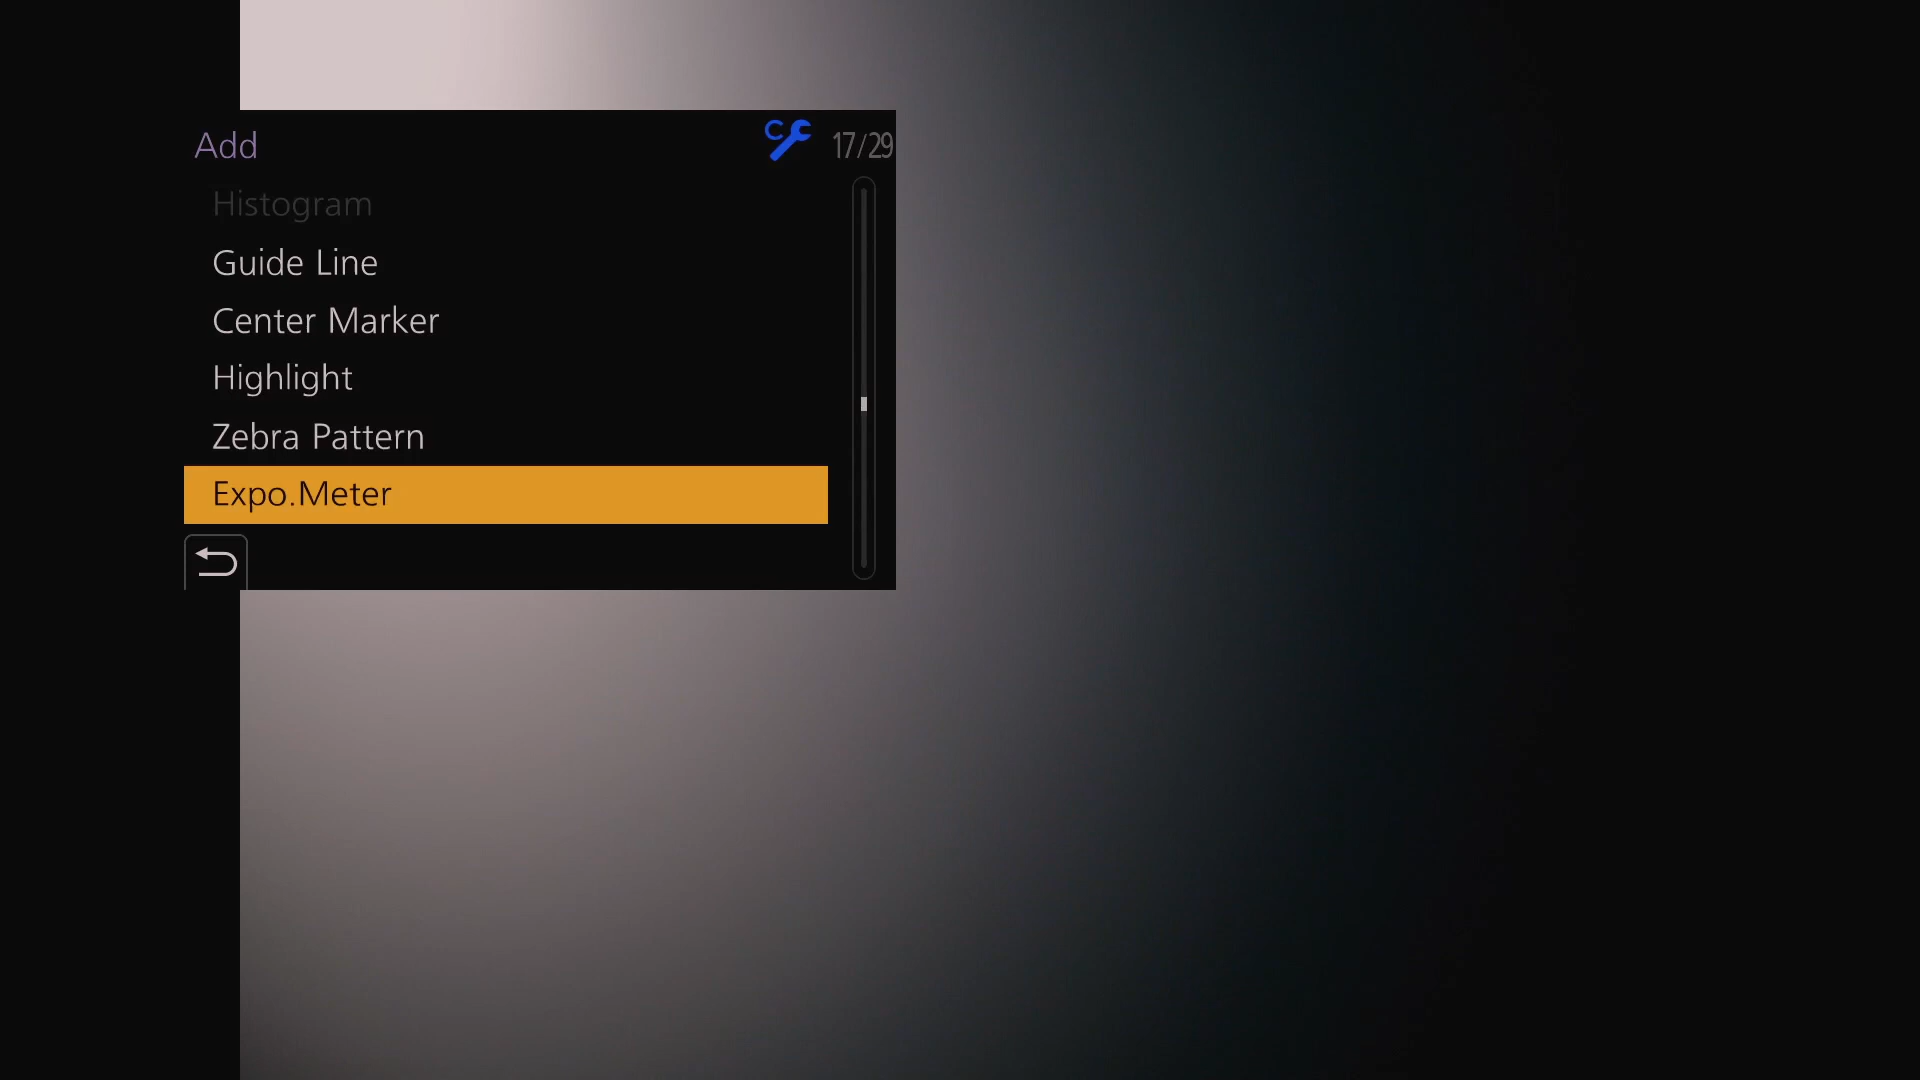 Add
C 17/29
Histogram
Guide Line
Center Marker
Highlight
Zebra Pattern
Expo.Meter